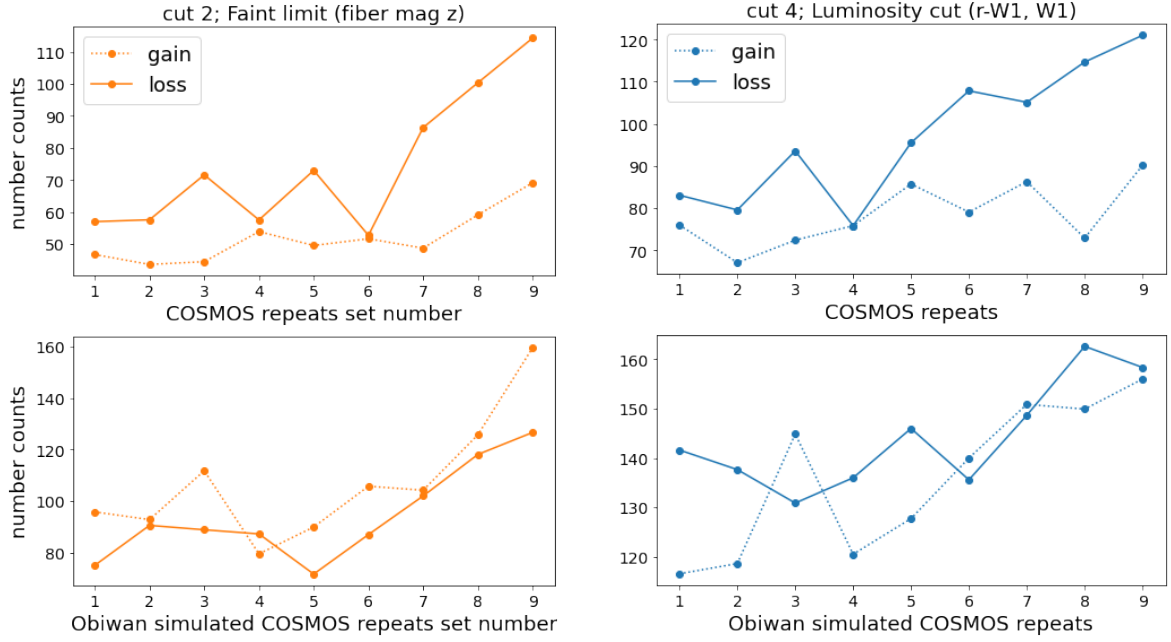 cut 2; Faint limit (fiber mag z)
number counts
110
100
90
80
70
60
50
gain
loss
1 2 3 4 5 6 7 8 9
COSMOS repeats set number
cut 4; Luminosity cut (r-W1, W1)
120
110
100
90
80
70
gain
loss
1 2 3 4 5 6 7 8 9
COSMOS repeats
number counts
160
140
120
100
80
1 2 3 4 5 6 7 8 9
Obiwan simulated COSMOS repeats set number
160
150
140
130
120
1 2 3 4 5 6 7 8 9
Obiwan simulated COSMOS repeats